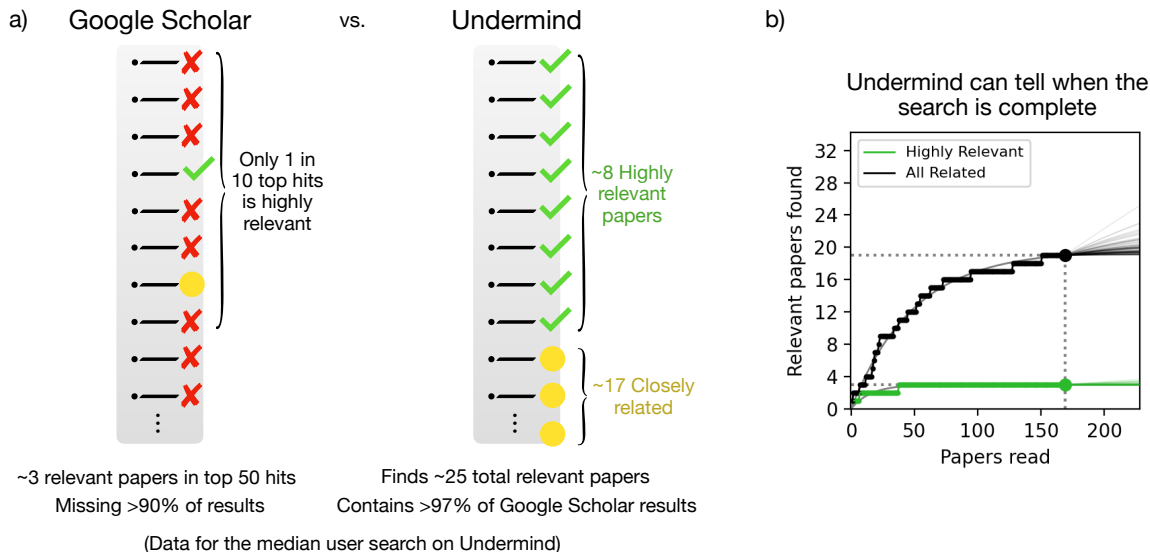 a)
Google Scholar
vs.
Undermind
Only 1 in
10 top hits
is highly
relevant
~8 Highly
relevant
papers
~17 Closely
related
~3 relevant papers in top 50 hits
Missing >90% of results
Finds ~25 total relevant papers
Contains >97% of Google Scholar results
(Data for the median user search on Undermind)
b)
Undermind can tell when the
search is complete
Highly Relevant
All Related
Relevant papers found
32
28
24
20
16
12
8
4
0
0
50
100
150
200
Papers read